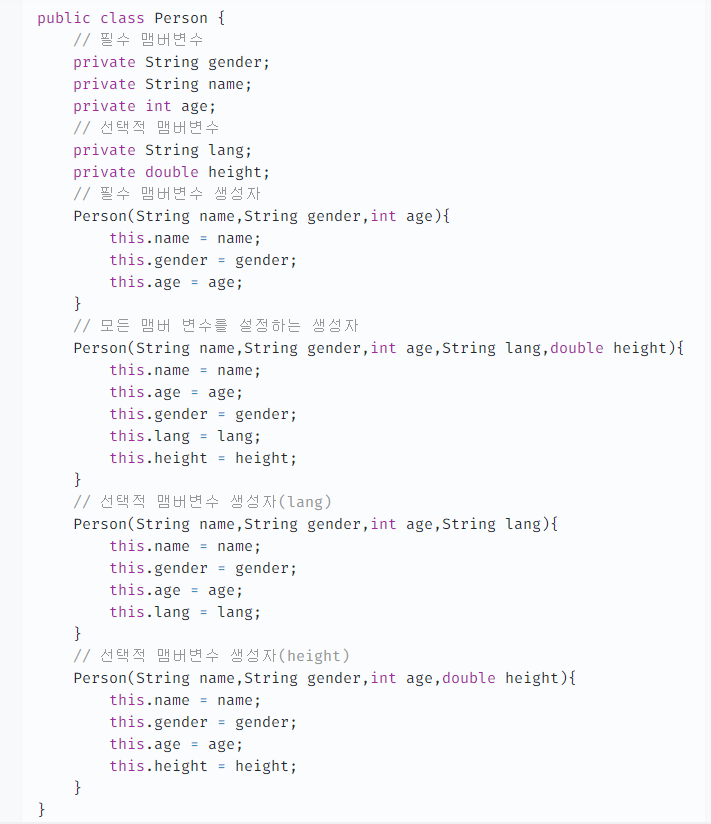 public class Person {
// 필수 맴버변수
private String gender;
private String name;
private int age;
// 선택적 맴버변수
private String lang;
private double height;
// 필수 맴버변수 생성자
Person(String name,String gender,int age){
this.name = name;
this.gender = gender;
this.age = age;
}
// 모든 맴버 변수를 설정하는 생성자
Person(String name,String gender,int age,String lang,double height){
this.name = name;
this.age = age;
this.gender = gender;
this.lang = lang;
this.height = height;
}
// 선택적 맴버변수 생성자(lang)
Person(String name,String gender,int age,String lang){
this.name = name;
this.gender = gender;
this.age = age;
this.lang = lang;
}
// 선택적 맴버변수 생성자(height)
Person(String name,String gender,int age,double height){
this.name = name;
this.gender = gender;
this.age = age;
this.height = height;
}
}